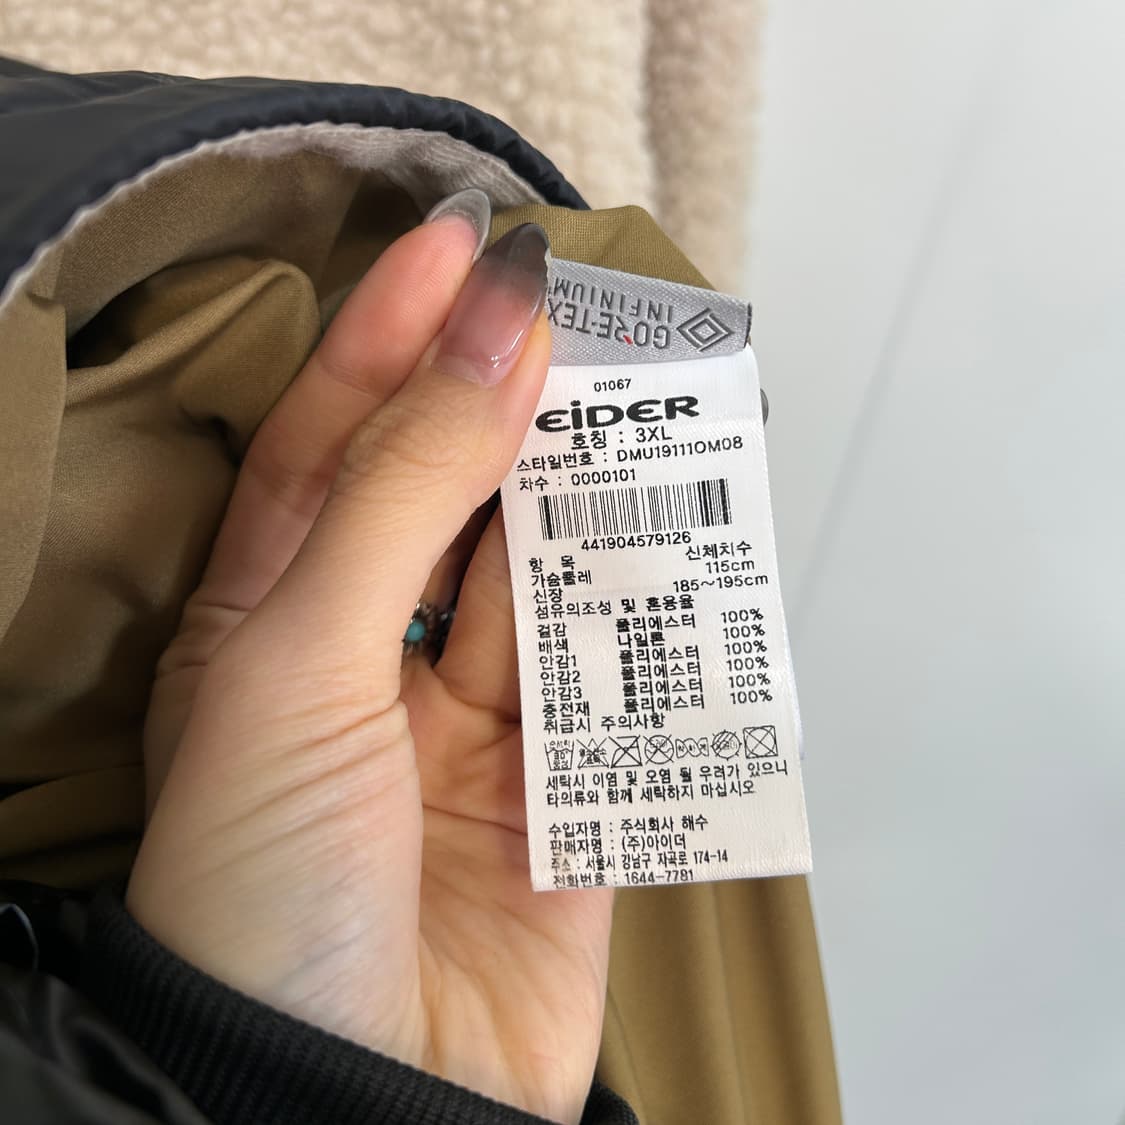 GORE-TEX
INFINIUM
01067
EiDER
호칭 : 3XL
스타일번호 : DMU19111OM08
차수 : 0000101
441904579126
항 목 신체치수
가슴둘레 115cm
신장 185~195cm
섬유의조성 및 혼용율
겉감 폴리에스터 100%
배색 나일론 100%
안감1 폴리에스터 100%
안감2 폴리에스터 100%
안감3 폴리에스터 100%
충전재 폴리에스터 100%
취급시 주의사항
세탁시 이염 및 오염 될 우려가 있으니
타의류와 함께 세탁하지 마십시오
수입자명 : 주식회사 해수
판매자명 : (주)아이더
주소 : 서울시 강남구 자곡로 174-14
전화번호 : 1644-7781